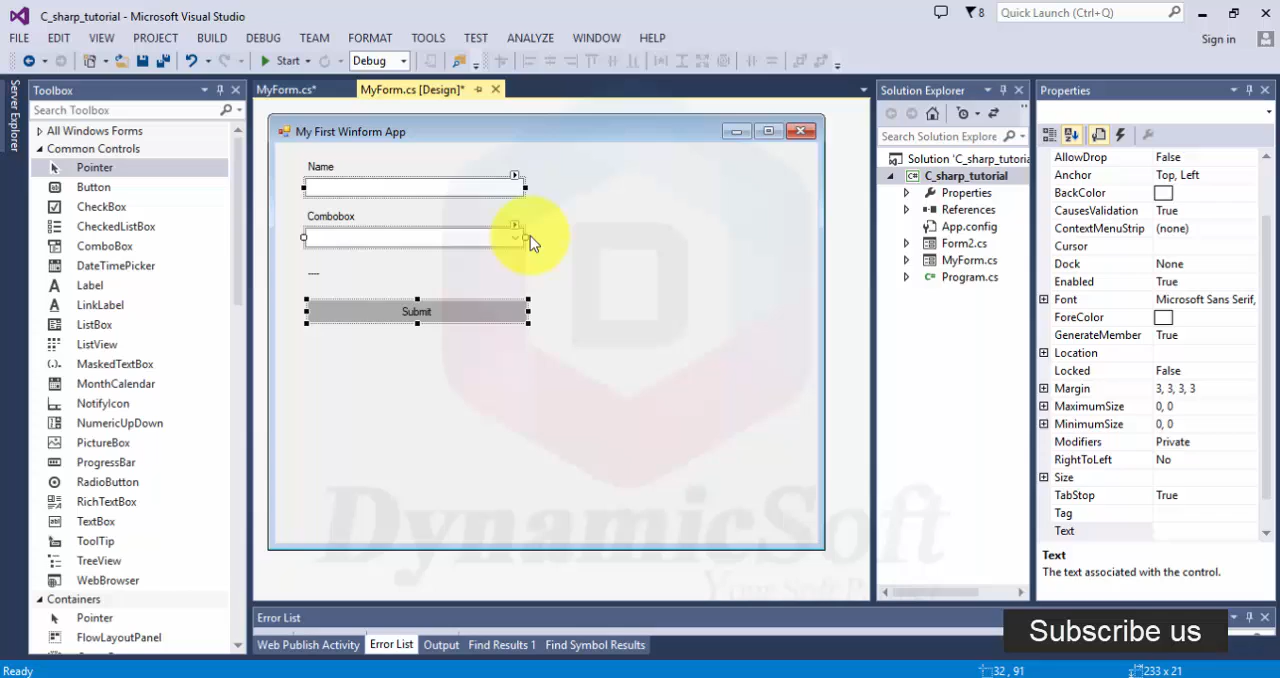 C_sharp_tutorial - Microsoft Visual Studio
8
Quick Launch (Ctrl+Q)
FILE EDIT VIEW PROJECT BUILD DEBUG TEAM FORMAT TOOLS TEST ANALYZE WINDOW HELP
Sign in
Start
Debug
Server Explorer
Toolbox
Search Toolbox
All Windows Forms
Common Controls
Pointer
Button
CheckBox
CheckedListBox
ComboBox
DateTimePicker
Label
LinkLabel
ListBox
ListView
MaskedTextBox
MonthCalendar
NotifyIcon
NumericUpDown
PictureBox
ProgressBar
RadioButton
RichTextBox
TextBox
ToolTip
TreeView
WebBrowser
Containers
Pointer
FlowLayoutPanel
MyForm.cs*
MyForm.cs [Design]*
My First Winform App
Name
Combobox
---
Submit
DynamicSoft
Error List
Web Publish Activity Error List Output Find Results 1 Find Symbol Results
Solution Explorer
Search Solution Explore
Solution 'C_sharp_tutoria
C_sharp_tutorial
Properties
References
App.config
Form2.cs
MyForm.cs
Program.cs
Properties
AllowDrop False
Anchor Top, Left
BackColor
CausesValidation True
ContextMenuStrip (none)
Cursor
Dock None
Enabled True
Font Microsoft Sans Serif,
ForeColor
GenerateMember True
Location
Locked False
Margin 3, 3, 3, 3
MaximumSize 0, 0
MinimumSize 0, 0
Modifiers Private
RightToLeft No
Size
TabStop True
Tag
Text
Text
The text associated with the control.
Subscribe us
Ready
32 , 91
233 x 21